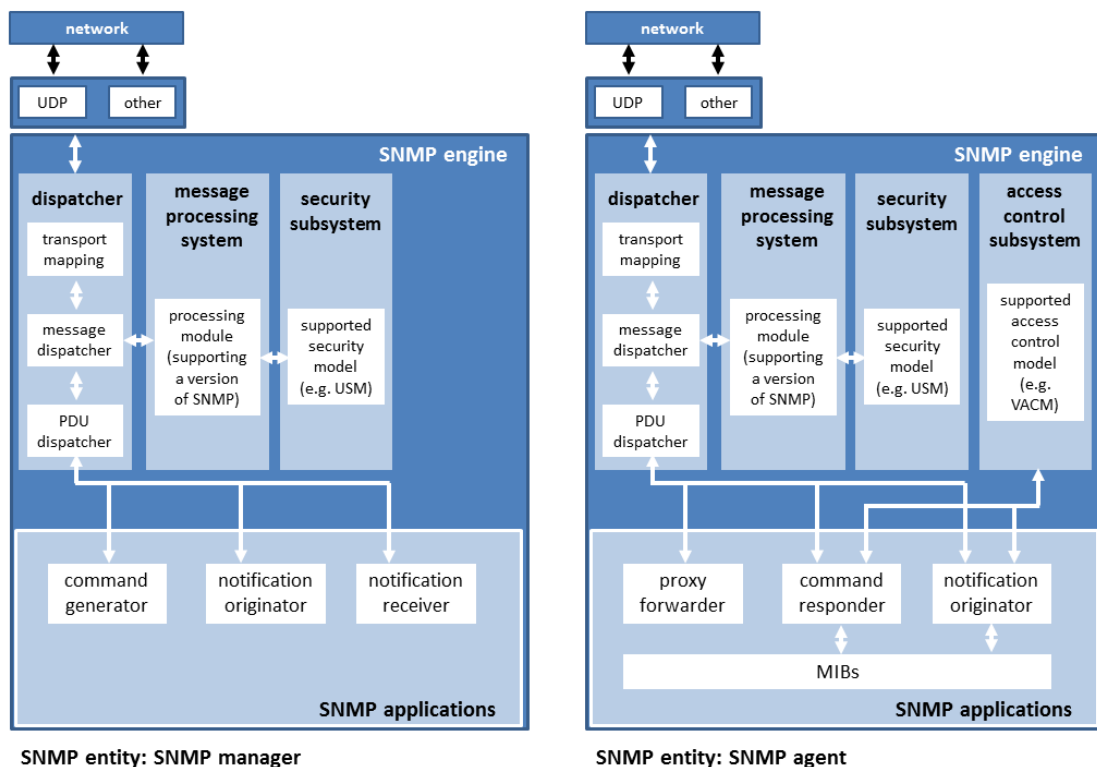 network
UDP
other
SNMP engine
dispatcher
transport
mapping
message
dispatcher
PDU
dispatcher
message
processing
system
processing
module
(supporting
a version
of SNMP)
security
subsystem
supported
security
model
(e.g. USM)
command
generator
notification
originator
notification
receiver
SNMP applications
SNMP entity: SNMP manager
network
UDP
other
SNMP engine
dispatcher
transport
mapping
message
dispatcher
PDU
dispatcher
message
processing
system
processing
module
(supporting
a version
of SNMP)
security
subsystem
supported
security
model
(e.g. USM)
access
control
subsystem
supported
access
control
model
(e.g.
VACM)
proxy
forwarder
command
responder
notification
originator
MIBs
SNMP applications
SNMP entity: SNMP agent